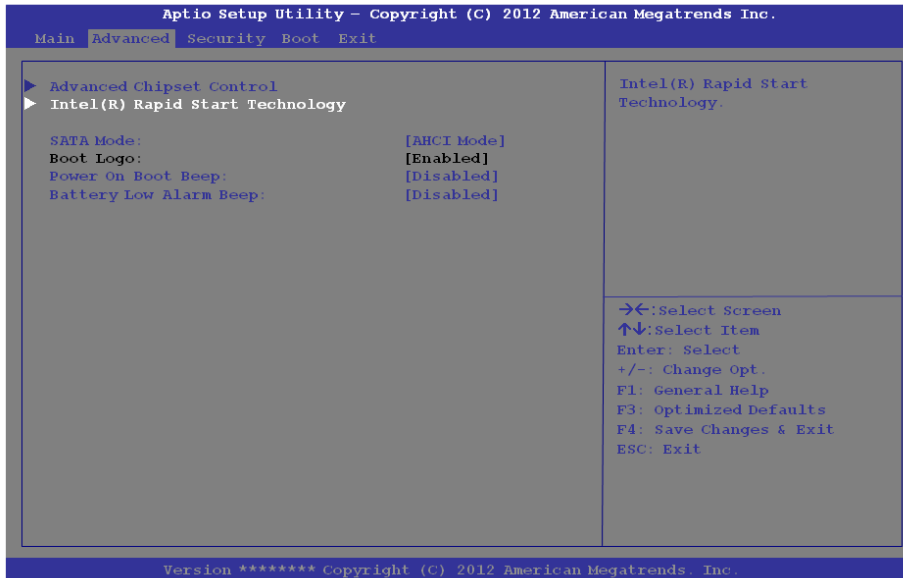 Aptio Setup Utility – Copyright (C) 2012 American Megatrends Inc.
Main Advanced Security Boot Exit
Advanced Chipset Control
Intel(R) Rapid Start Technology
SATA Mode: [AHCI Mode]
Boot Logo: [Enabled]
Power On Boot Beep: [Disabled]
Battery Low Alarm Beep: [Disabled]
Intel(R) Rapid Start
Technology.
→←:Select Screen
↑↓:Select Item
Enter: Select
+/-: Change Opt.
F1: General Help
F3: Optimized Defaults
F4: Save Changes & Exit
ESC: Exit
Version ******** Copyright (C) 2012 American Megatrends. Inc.